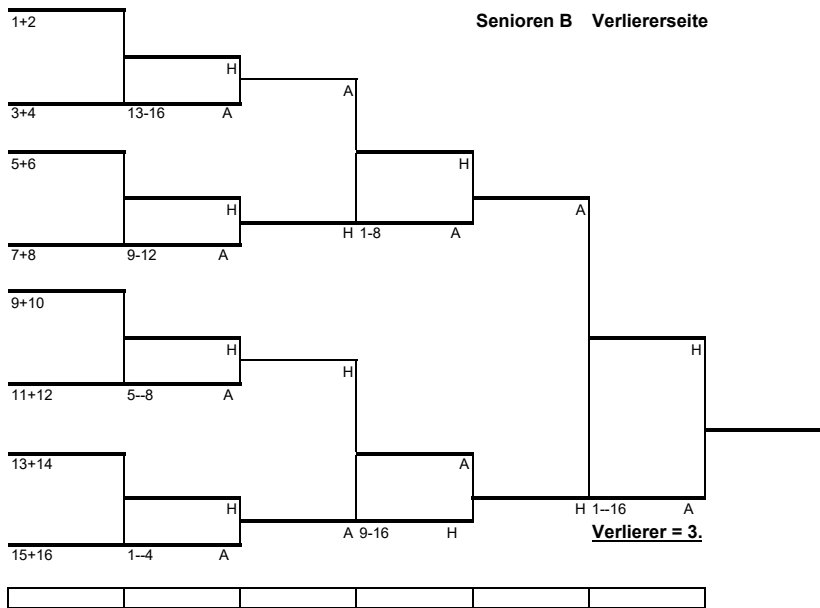 Senioren B Verliererseite
1+2
H
A
3+4 13-16 A
5+6 H
H A
H 1-8 A
7+8 9-12 A
9+10
H H
H
11+12 5--8 A
13+14 A
H H 1--16 A
A 9-16 H Verlierer = 3.
15+16 1--4 A